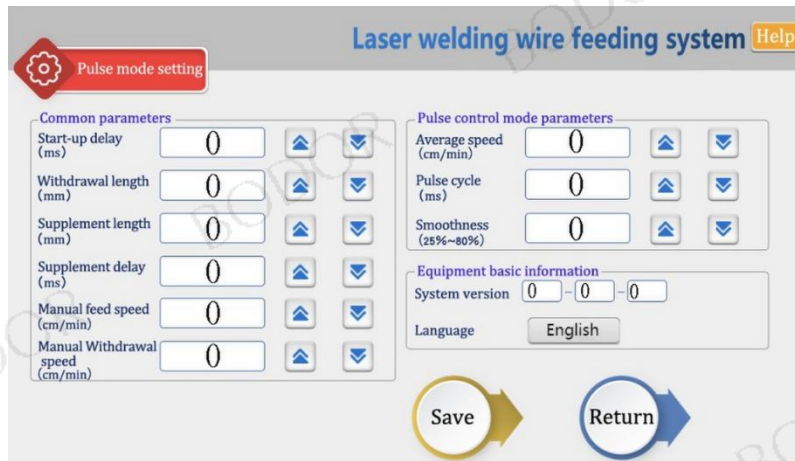 Laser welding wire feeding system
Help
Pulse mode setting
Common parameters
Start-up delay
(ms)
0
Withdrawal length
(mm)
0
Supplement length
(mm)
0
Supplement delay
(ms)
0
Manual feed speed
(cm/min)
0
Manual Withdrawal
speed
(cm/min)
0
Pulse control mode parameters
Average speed
(cm/min)
0
Pulse cycle
(ms)
0
Smoothness
(25%~80%)
0
Equipment basic information
System version 0 - 0 - 0
Language English
Save
Return
BODOR
BODOR